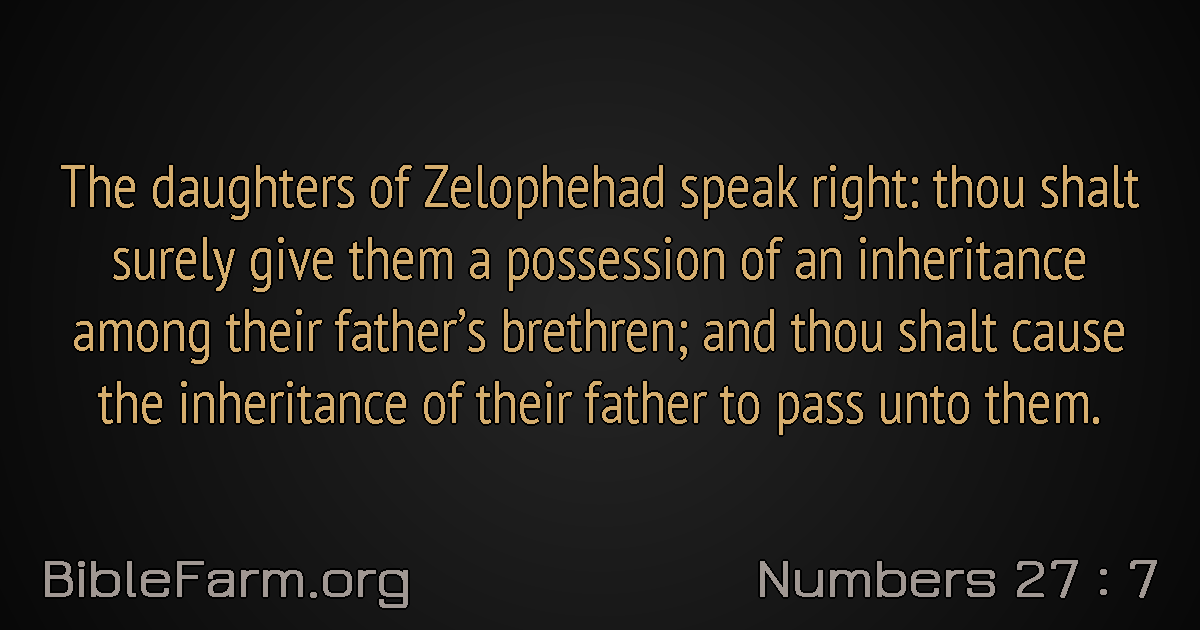 The daughters of Zelophehad speak right: thou shalt
surely give them a possession of an inheritance
among their father’s brethren; and thou shalt cause
the inheritance of their father to pass unto them.
BibleFarm.org
Numbers 27 : 7